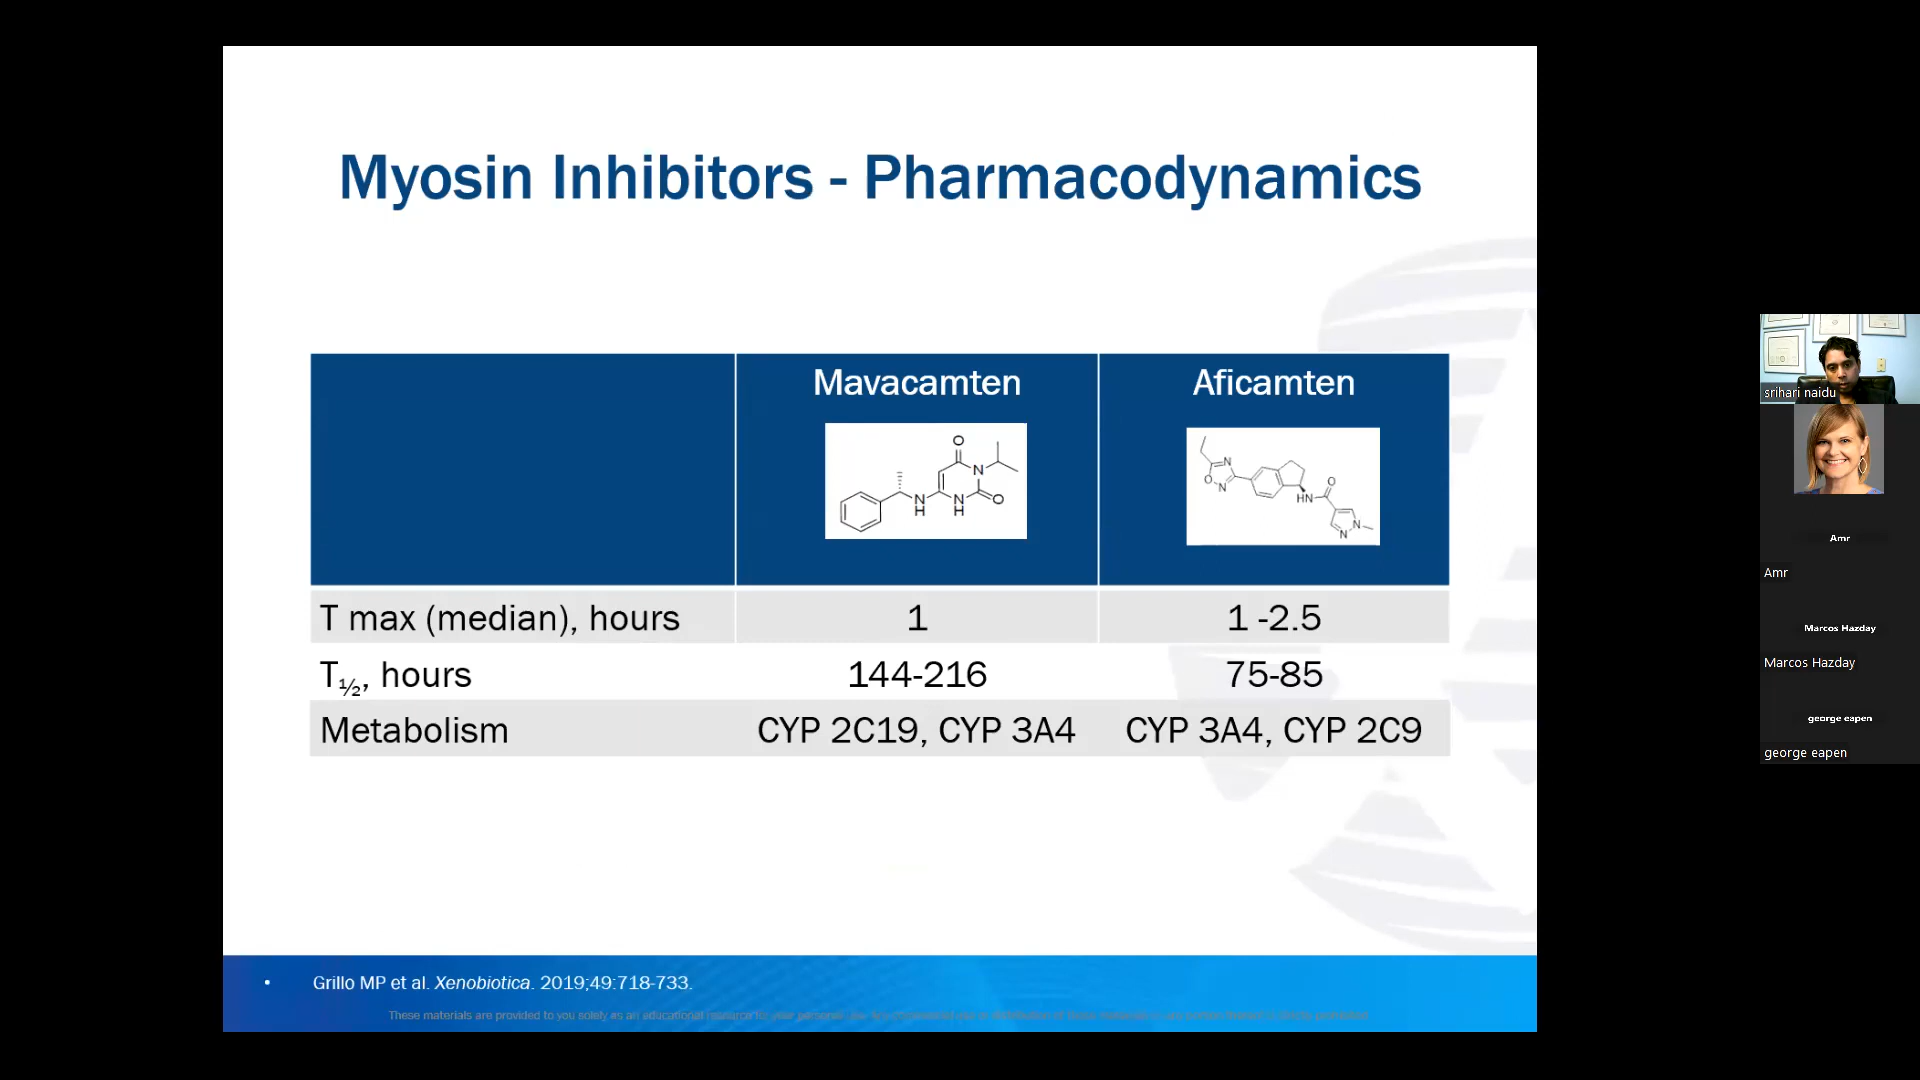 Myosin Inhibitors - Pharmacodynamics
Mavacamten
Aficamten
O
N
N
H
N
H
O
N
O
N
HN
O
N
N
T max (median), hours 1 1 -2.5
T½, hours 144-216 75-85
Metabolism CYP 2C19, CYP 3A4 CYP 3A4, CYP 2C9
• Grillo MP et al. Xenobiotica. 2019;49:718-733.
These materials are provided to you solely as an educational resource for your personal use.
srihari naidu
Amr
Amr
Marcos Hazday
Marcos Hazday
george eapen
george eapen